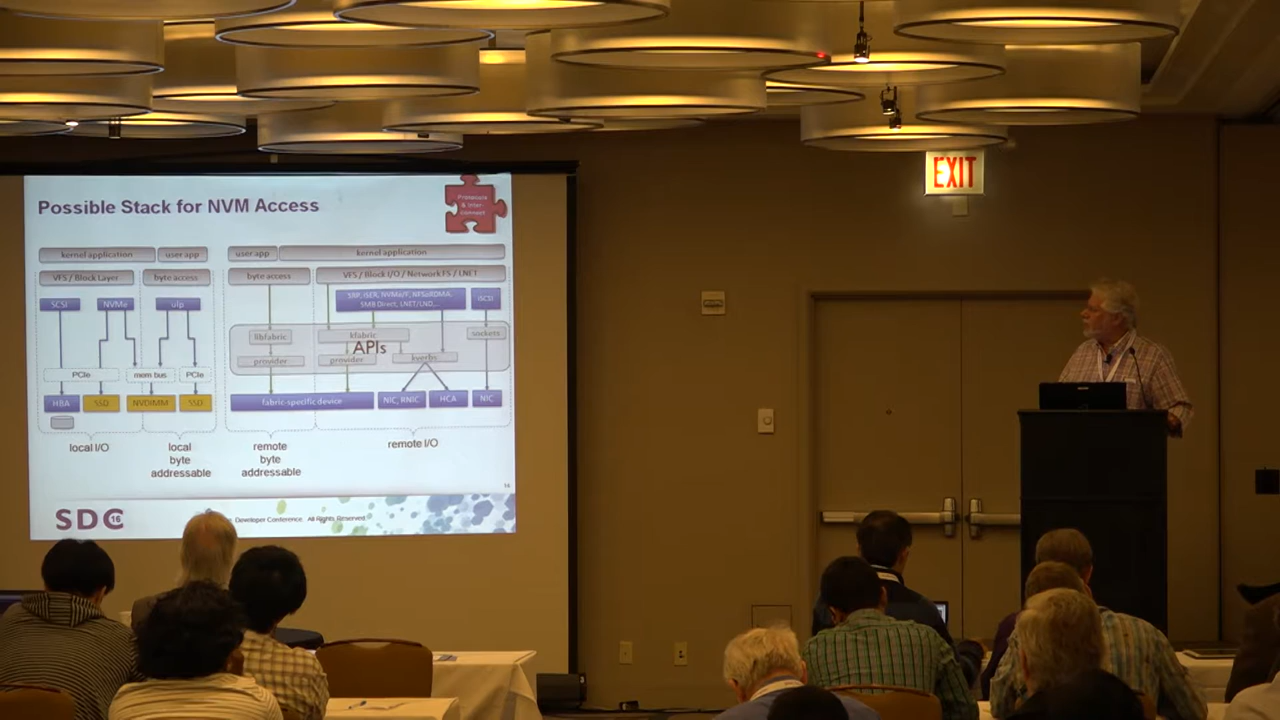 EXIT
Possible Stack for NVM Access
Protocols
& Inter-
connect
kernel application
user app
user app
kernel application
VFS / Block Layer
byte access
byte access
VFS / Block I/O / Network FS / LNET
SCSI
NVMe
ulp
SRP, iSER, NVMe/F, NFSoRDMA,
SMB Direct, LNET/LND,...
iSCSI
libfabric
kfabric
sockets
APIs
provider
provider
kverbs
PCIe
mem bus
PCIe
HBA
SSD
NVDIMM
SSD
fabric-specific device
NIC, RNIC
HCA
NIC
local I/O
local
byte
addressable
remote
byte
addressable
remote I/O
SDC 16
Developer Conference. All Rights Reserved.